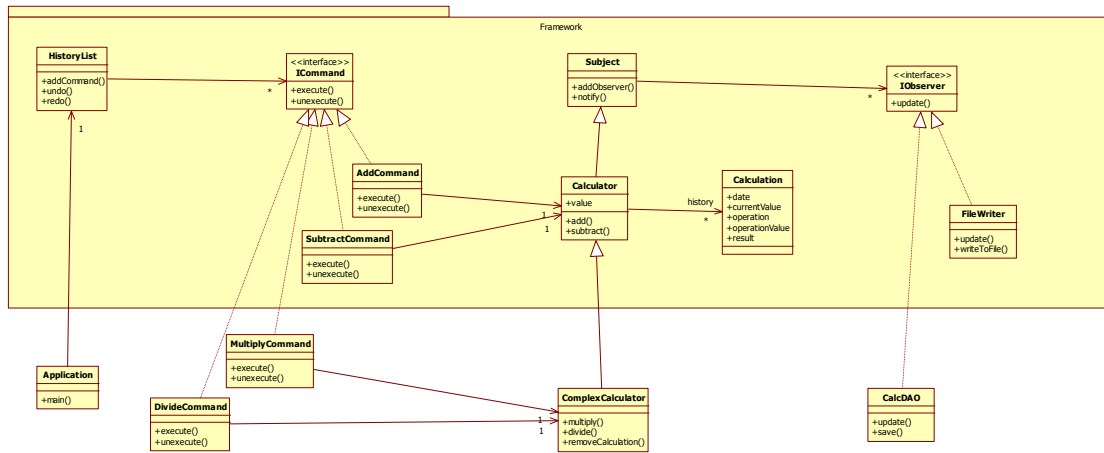 Framework
HistoryList
+addCommand()
+undo()
+redo()
1
<<interface>>
ICommand
+execute()
+unexecute()
*
Subject
+addObserver()
+notify()
<<interface>>
IObserver
+update()
*
AddCommand
+execute()
+unexecute()
1
SubtractCommand
+execute()
+unexecute()
1
Calculator
+value
+add()
+subtract()
history
*
Calculation
+date
+currentValue
+operation
+operationValue
+result
FileWriter
+update()
+writeToFile()
Application
+main()
MultiplyCommand
+execute()
+unexecute()
1
DivideCommand
+execute()
+unexecute()
1
ComplexCalculator
+multiply()
+divide()
+removeCalculation()
CalcDAO
+update()
+save()